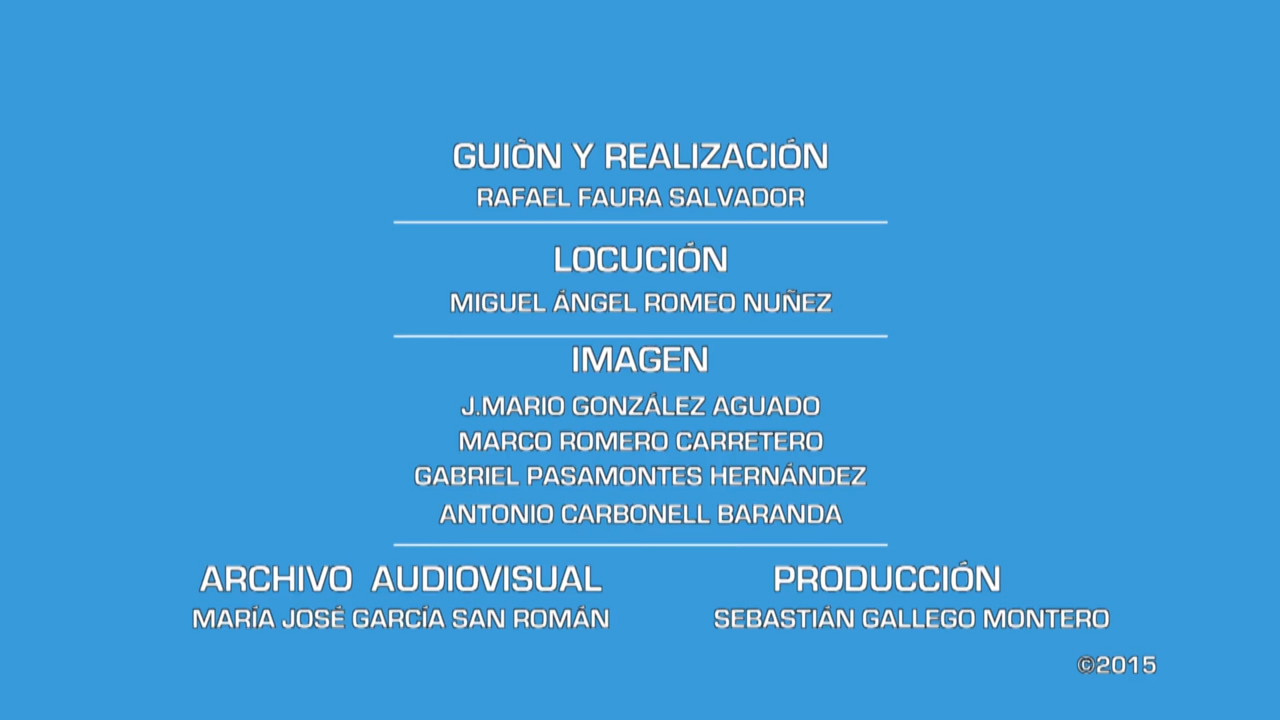 GUIÒN Y REALIZACIÓN
RAFAEL FAURA SALVADOR
LOCUCIÓN
MIGUEL ÁNGEL ROMEO NUÑEZ
IMAGEN
J.MARIO GONZÁLEZ AGUADO
MARCO ROMERO CARRETERO
GABRIEL PASAMONTES HERNÁNDEZ
ANTONIO CARBONELL BARANDA
ARCHIVO AUDIOVISUAL
MARÍA JOSÉ GARCÍA SAN ROMÁN
PRODUCCIÓN
SEBASTIÁN GALLEGO MONTERO
©2015